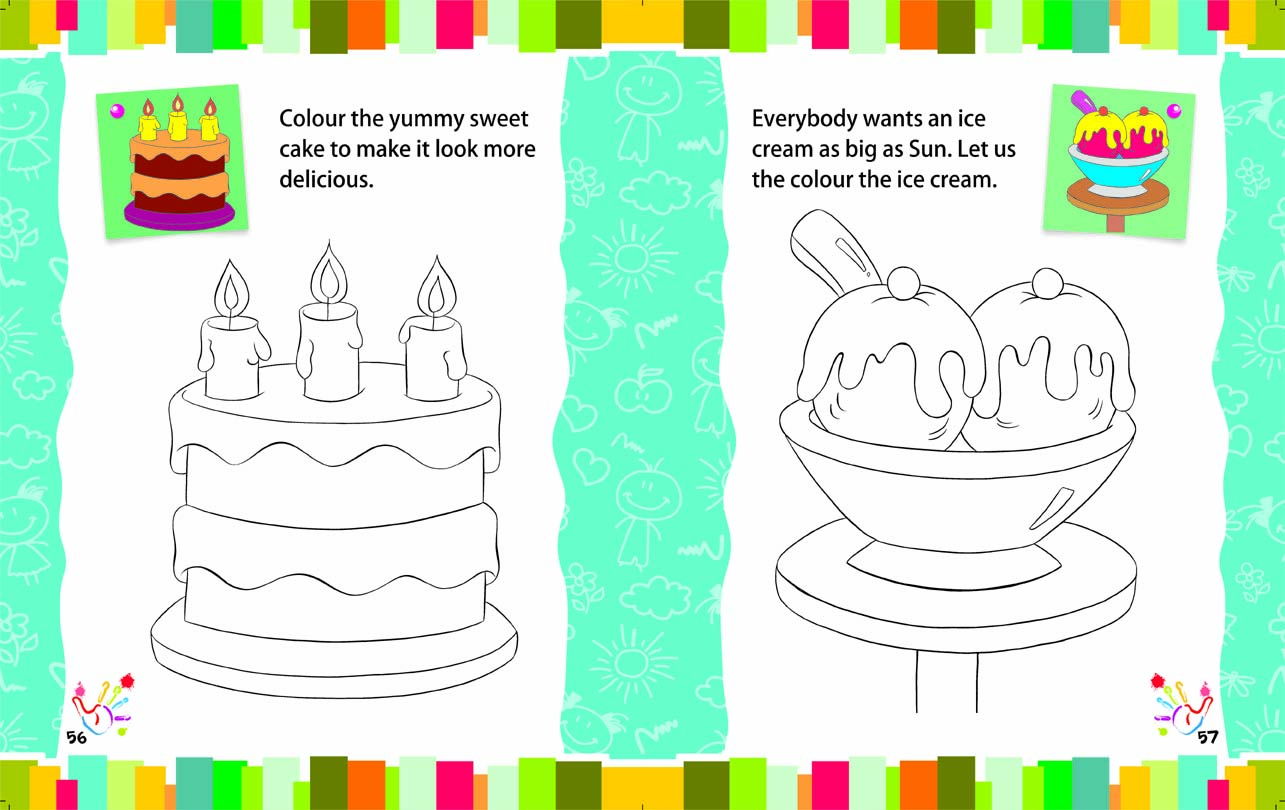 Colour the yummy sweet
cake to make it look more
delicious.
56
Everybody wants an ice
cream as big as Sun. Let us
the colour the ice cream.
57